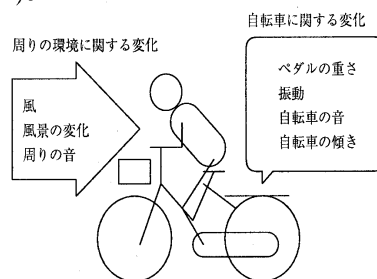 自転車に関する変化
周りの環境に関する変化
ペダルの重さ
振動
自転車の音
自転車の傾き
風
風景の変化
周りの音